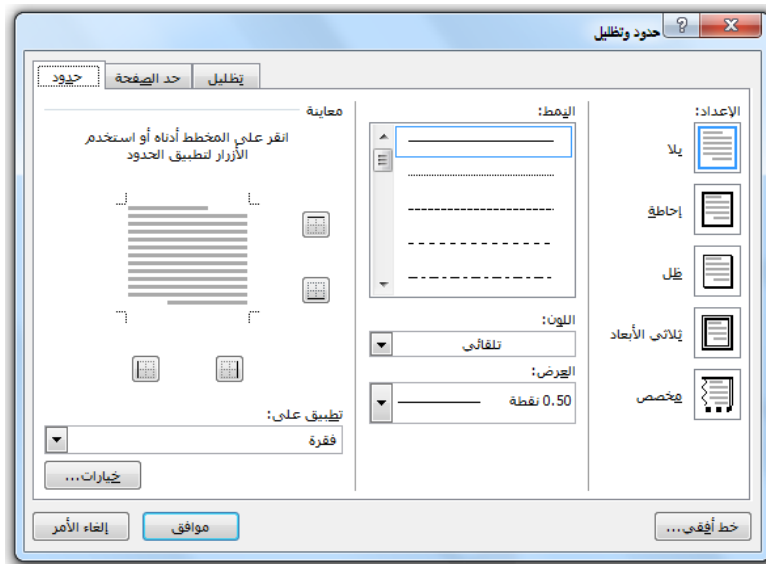 حدود وتظليل
حدود
حد الصفحة
تظليل
الإعداد:
بلا
إحاطة
ظل
ثلاثي الأبعاد
مخصص
النمط:
اللون:
تلقائي
العرض:
0.50 نقطة
معاينة
انقر على المخطط أدناه أو استخدم
الأزرار لتطبيق الحدود
تطبيق على:
فقرة
خيارات...
خط أفقي...
موافق
إلغاء الأمر